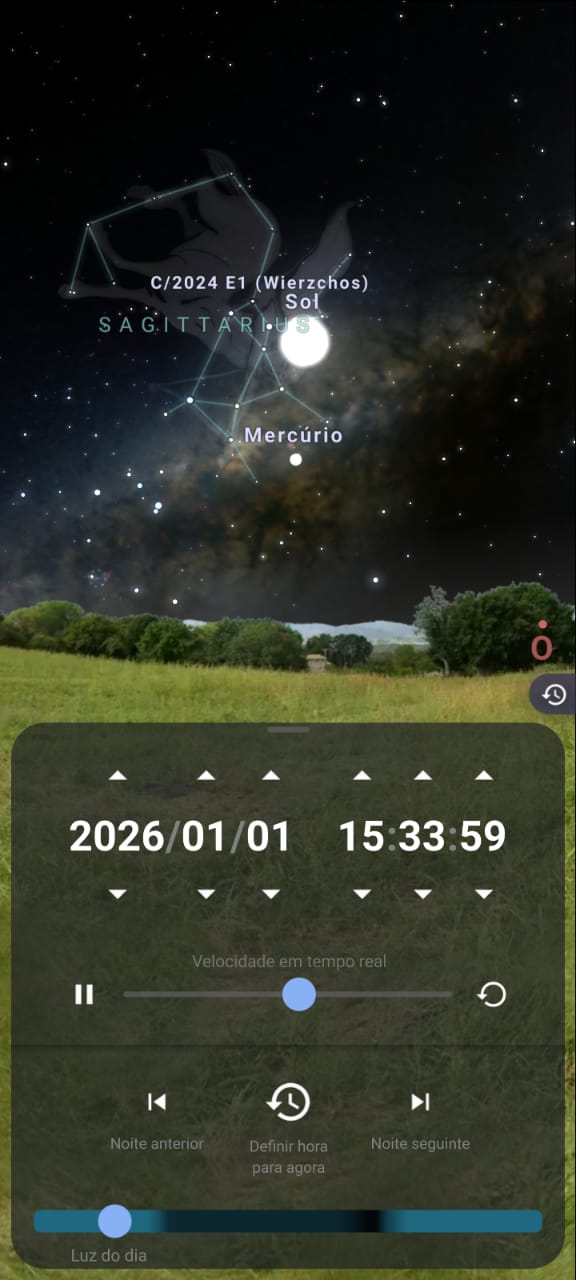 C/2024 E1 (Wierzchos)
Sol
SAGITTARIUS
Mercúrio
O
2026/01/01 15:33:59
Velocidade em tempo real
Noite anterior
Definir hora
para agora
Noite seguinte
Luz do dia